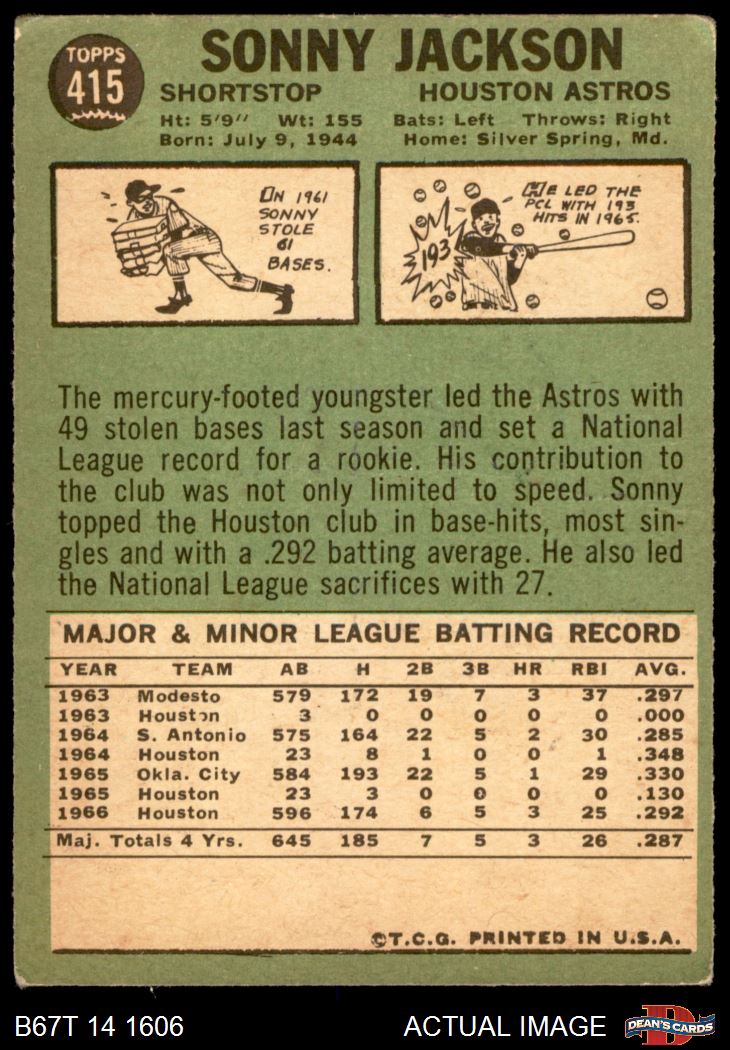 TOPPS
415
SONNY JACKSON
SHORTSTOP HOUSTON ASTROS
Ht: 5'9" Wt: 155 Bats: Left Throws: Right
Born: July 9, 1944 Home: Silver Spring, Md.
IN 1961
SONNY
STOLE
61
BASES.
HE LED THE
PCL WITH 193
HITS IN 1965.
193
The mercury-footed youngster led the Astros with
49 stolen bases last season and set a National
League record for a rookie. His contribution to
the club was not only limited to speed. Sonny
topped the Houston club in base-hits, most sin-
gles and with a .292 batting average. He also led
the National League sacrifices with 27.
MAJOR & MINOR LEAGUE BATTING RECORD
YEAR TEAM AB H 2B 3B HR RBI AVG.
1963 Modesto 579 172 19 7 3 37 .297
1963 Houston 3 0 0 0 0 0 .000
1964 S. Antonio 575 164 22 5 2 30 .285
1964 Houston 23 8 1 0 0 1 .348
1965 Okla. City 584 193 22 5 1 29 .330
1965 Houston 23 3 0 0 0 0 .130
1966 Houston 596 174 6 5 3 25 .292
Maj. Totals 4 Yrs. 645 185 7 5 3 26 .287
©T.C.G. PRINTED IN U.S.A.
B67T 14 1606 ACTUAL IMAGE
D
DEAN'S CARDS